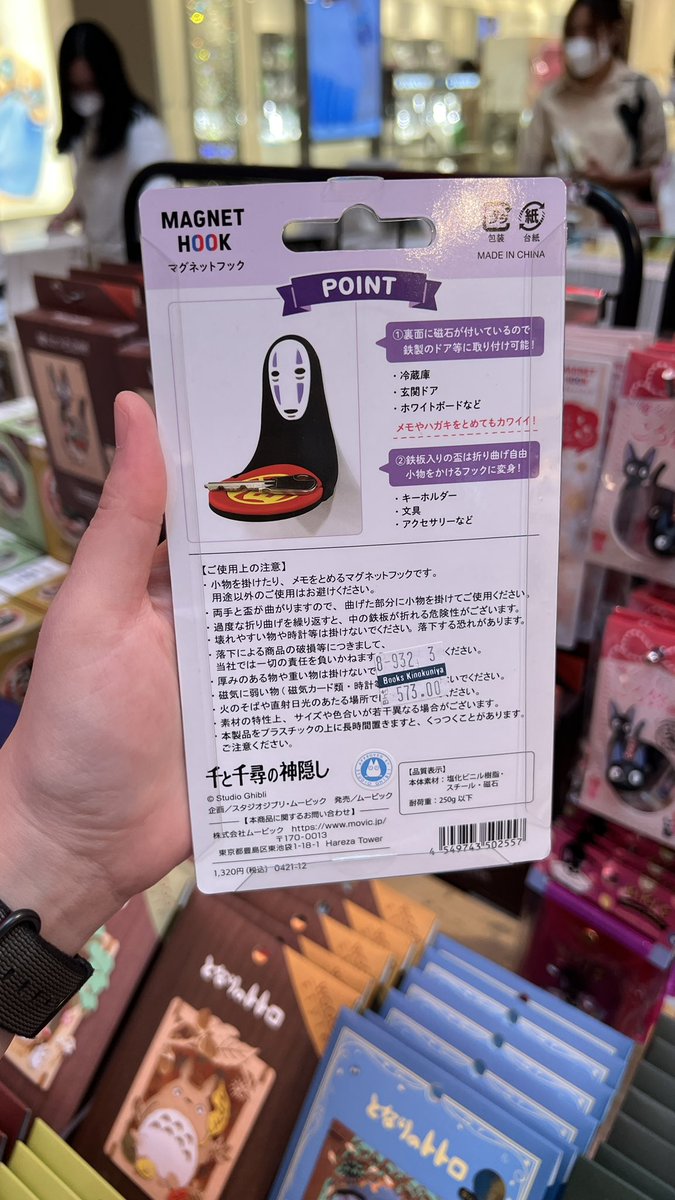 MAGNET
HOOK
マグネットフック
包装
紙
台紙
MADE IN CHINA
POINT
①裏面に磁石が付いているので
鉄製のドア等に取り付け可能！
・冷蔵庫
・玄関ドア
・ホワイトボードなど
メモやハガキをとめてもカワイイ！
②鉄板入りの盃は折り曲げ自由
小物をかけるフックに変身！
・キーホルダー
・文具
・アクセサリーなど
【ご使用上の注意】
・小物を掛けたり、メモをとめるマグネットフックです。
用途以外のご使用はお避けください。
・両手と盃が曲がりますので、曲げた部分に小物を掛けてご使用ください。
・過度な折り曲げを繰り返すと、中の鉄板が折れる危険性がございます。
・壊れやすい物や時計等は掛けないでください。落下する恐れがあります。
・落下による商品の破損等につきまして、
当社では一切の責任を負いかねます
・厚みのある物や重い物は掛けないで
・磁気に弱い物（磁気カード類・時計等 ないでください。
・火のそばや直射日光のあたる場所で ださい。
・素材の特性上、サイズや色合いが若干異なる場合がございます。
・本製品をプラスチックの上に長時間置きますと、くっつくことがあります。
ご注意ください。
8-932 3
Books Kinokuniya
573.00
千と千尋の神隠し
© Studio Ghibli
企画／スタジオジブリ・ムービック 発売／ムービック
【本商品に関するお問い合わせ】
株式会社ムービック https://www.movic.jp/
〒170-0013
東京都豊島区東池袋1-18-1 Hareza Tower
1,320円（税込） 0421-12
【品質表示】
本体素材：塩化ビニル樹脂・
スチール・磁石
耐荷重：250g 以下
4 549743 502557
MAGNET
HOOK
となりのトトロ
となりのトトロ